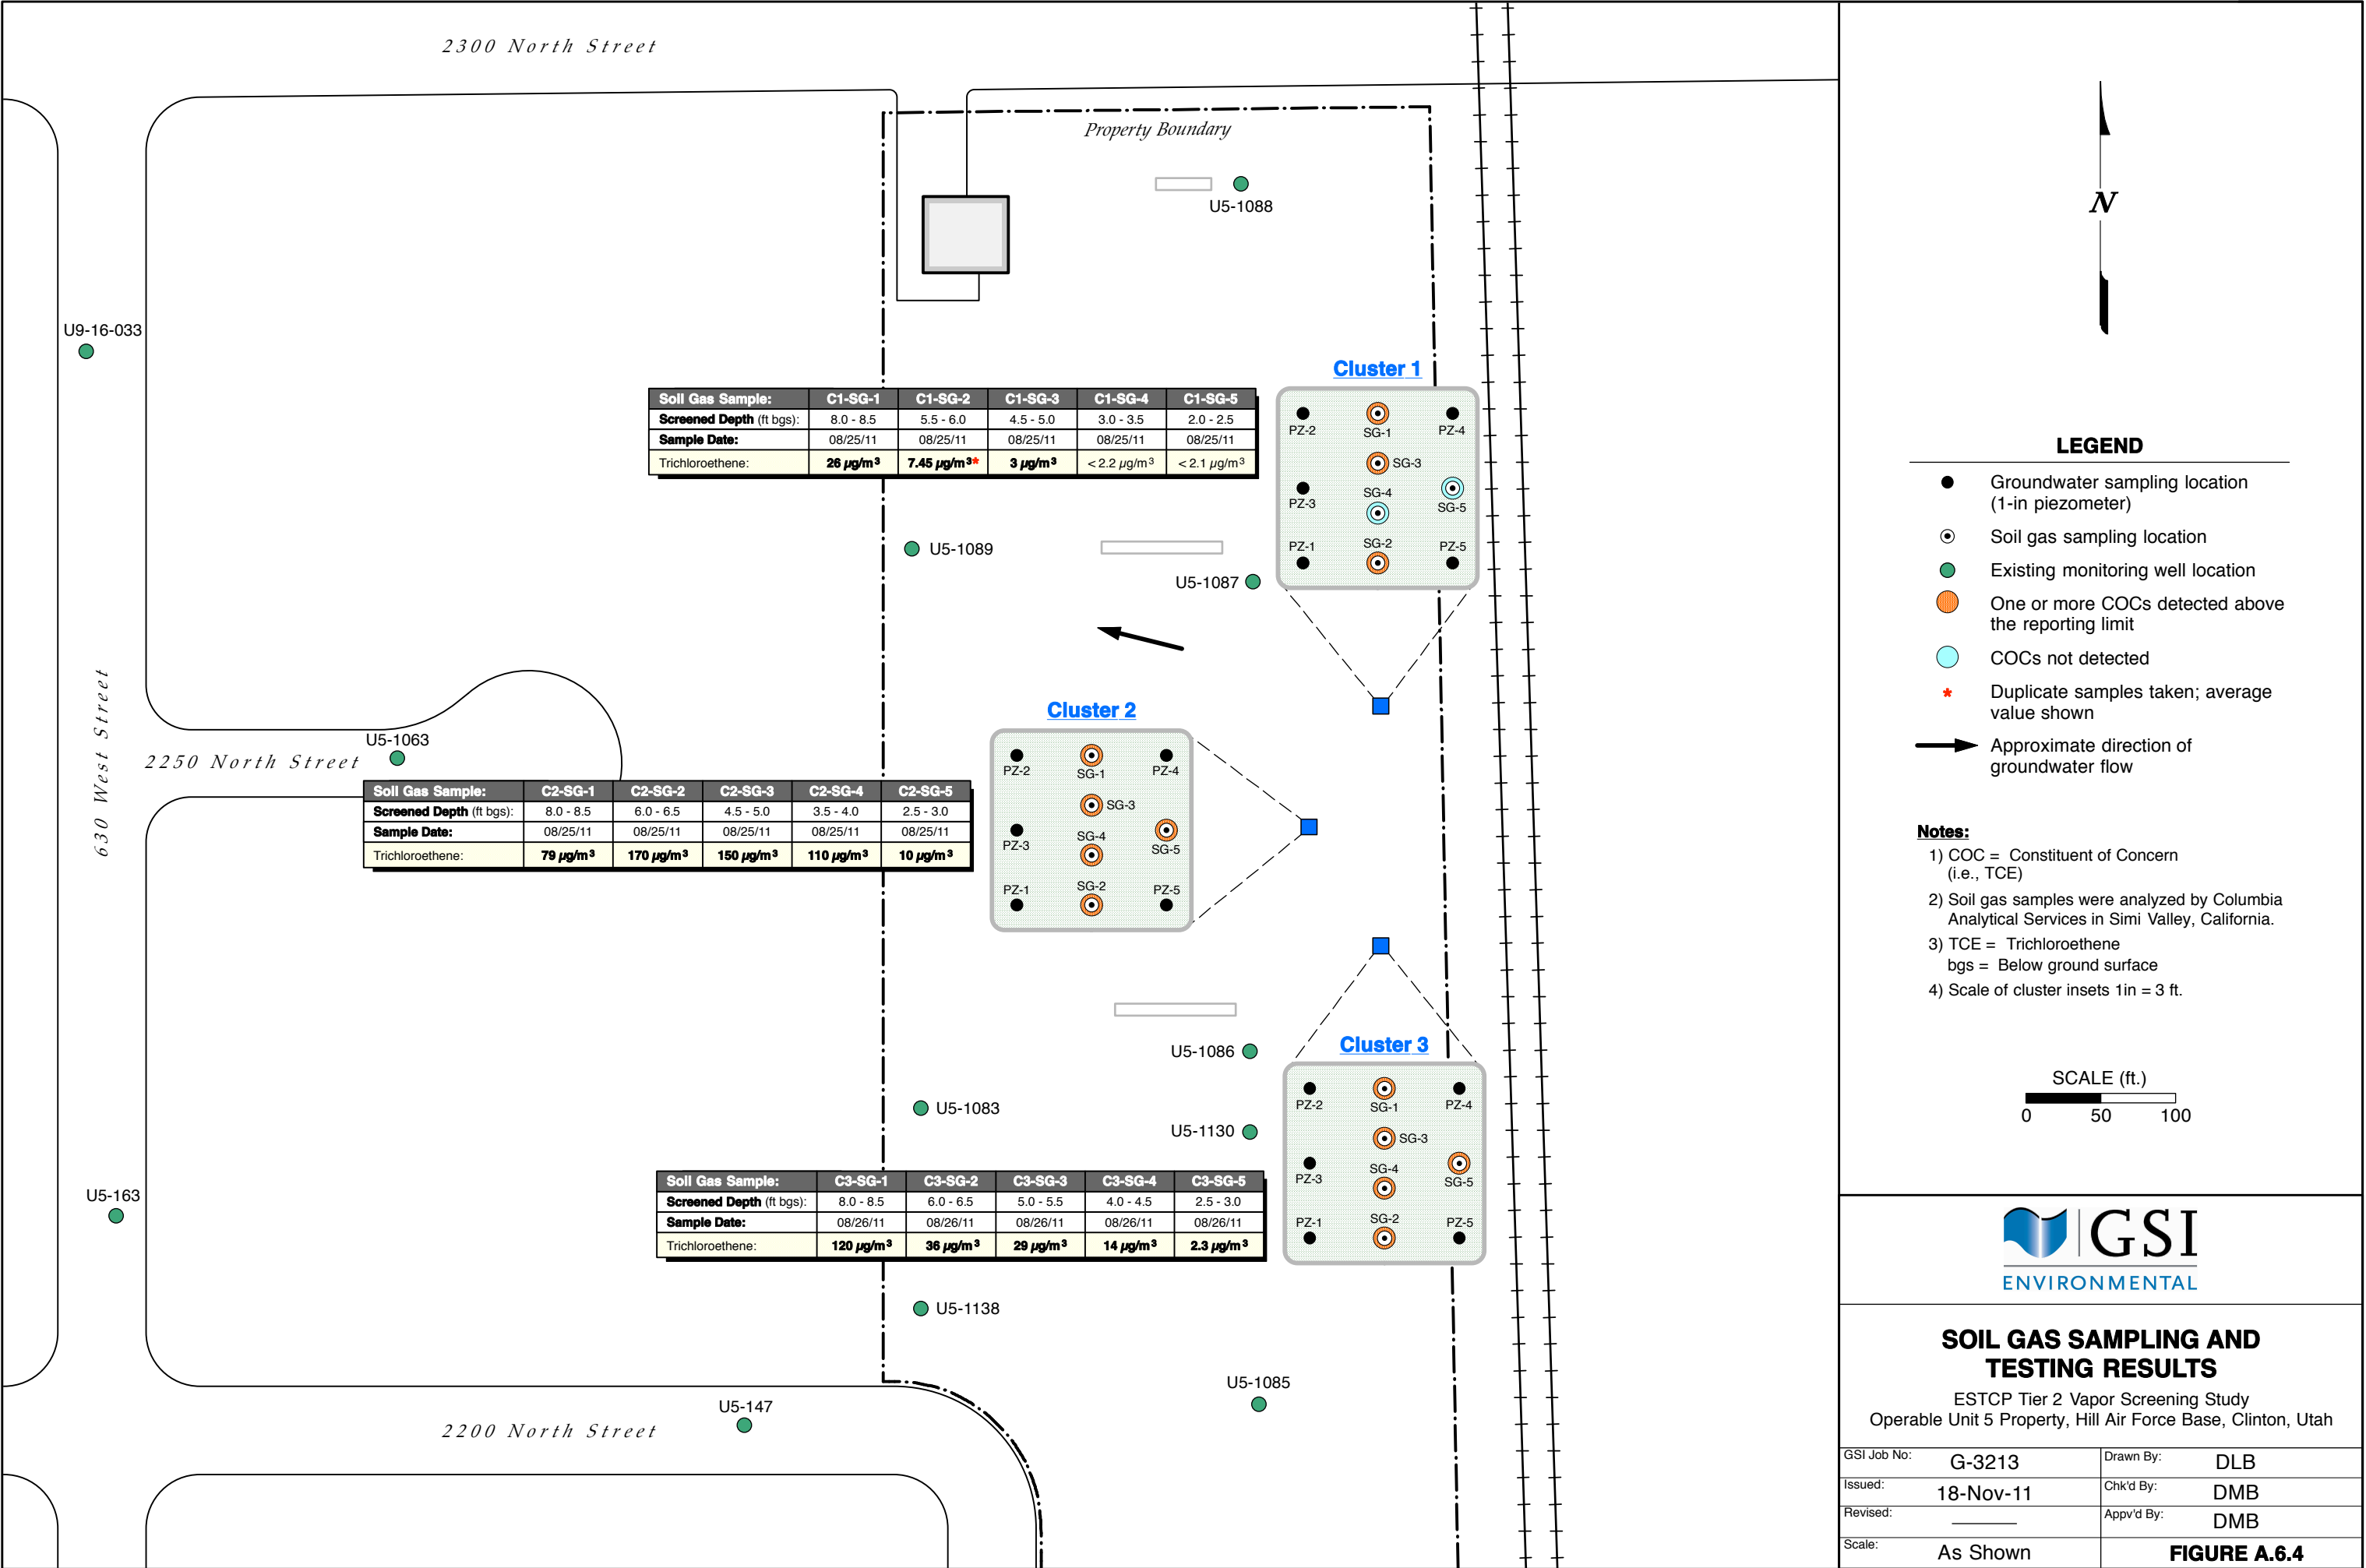 2300 North Street
Property Boundary
U5-1088
U9-16-033
Cluster 1
Soil Gas Sample: C1-SG-1 C1-SG-2 C1-SG-3 C1-SG-4 C1-SG-5
Screened Depth (ft bgs): 8.0 - 8.5 5.5 - 6.0 4.5 - 5.0 3.0 - 3.5 2.0 - 2.5
Sample Date: 08/25/11 08/25/11 08/25/11 08/25/11 08/25/11
Trichloroethene: 26 µg/m³ 7.45 µg/m³* 3 µg/m³ < 2.2 µg/m³ < 2.1 µg/m³
PZ-2 SG-1 PZ-4
SG-3
PZ-3 SG-4 SG-5
PZ-1 SG-2 PZ-5
U5-1089
U5-1087
630 West Street
2250 North Street
U5-1063
Cluster 2
PZ-2 SG-1 PZ-4
SG-3
PZ-3 SG-4 SG-5
PZ-1 SG-2 PZ-5
Soil Gas Sample: C2-SG-1 C2-SG-2 C2-SG-3 C2-SG-4 C2-SG-5
Screened Depth (ft bgs): 8.0 - 8.5 6.0 - 6.5 4.5 - 5.0 3.5 - 4.0 2.5 - 3.0
Sample Date: 08/25/11 08/25/11 08/25/11 08/25/11 08/25/11
Trichloroethene: 79 µg/m³ 170 µg/m³ 150 µg/m³ 110 µg/m³ 10 µg/m³
U5-1086
U5-1083
U5-1130
Cluster 3
PZ-2 SG-1 PZ-4
SG-3
PZ-3 SG-4 SG-5
PZ-1 SG-2 PZ-5
Soil Gas Sample: C3-SG-1 C3-SG-2 C3-SG-3 C3-SG-4 C3-SG-5
Screened Depth (ft bgs): 8.0 - 8.5 6.0 - 6.5 5.0 - 5.5 4.0 - 4.5 2.5 - 3.0
Sample Date: 08/26/11 08/26/11 08/26/11 08/26/11 08/26/11
Trichloroethene: 120 µg/m³ 36 µg/m³ 29 µg/m³ 14 µg/m³ 2.3 µg/m³
U5-163
U5-1138
U5-1085
U5-147
2200 North Street
N
LEGEND
Groundwater sampling location
(1-in piezometer)
Soil gas sampling location
Existing monitoring well location
One or more COCs detected above
the reporting limit
COCs not detected
* Duplicate samples taken; average
value shown
Approximate direction of
groundwater flow
Notes:
1) COC = Constituent of Concern
(i.e., TCE)
2) Soil gas samples were analyzed by Columbia
Analytical Services in Simi Valley, California.
3) TCE = Trichloroethene
bgs = Below ground surface
4) Scale of cluster insets 1in = 3 ft.
SCALE (ft.)
0 50 100
GSI
ENVIRONMENTAL
SOIL GAS SAMPLING AND
TESTING RESULTS
ESTCP Tier 2 Vapor Screening Study
Operable Unit 5 Property, Hill Air Force Base, Clinton, Utah
GSI Job No: G-3213 Drawn By: DLB
Issued: 18-Nov-11 Chk'd By: DMB
Revised: Appv'd By: DMB
Scale: As Shown FIGURE A.6.4